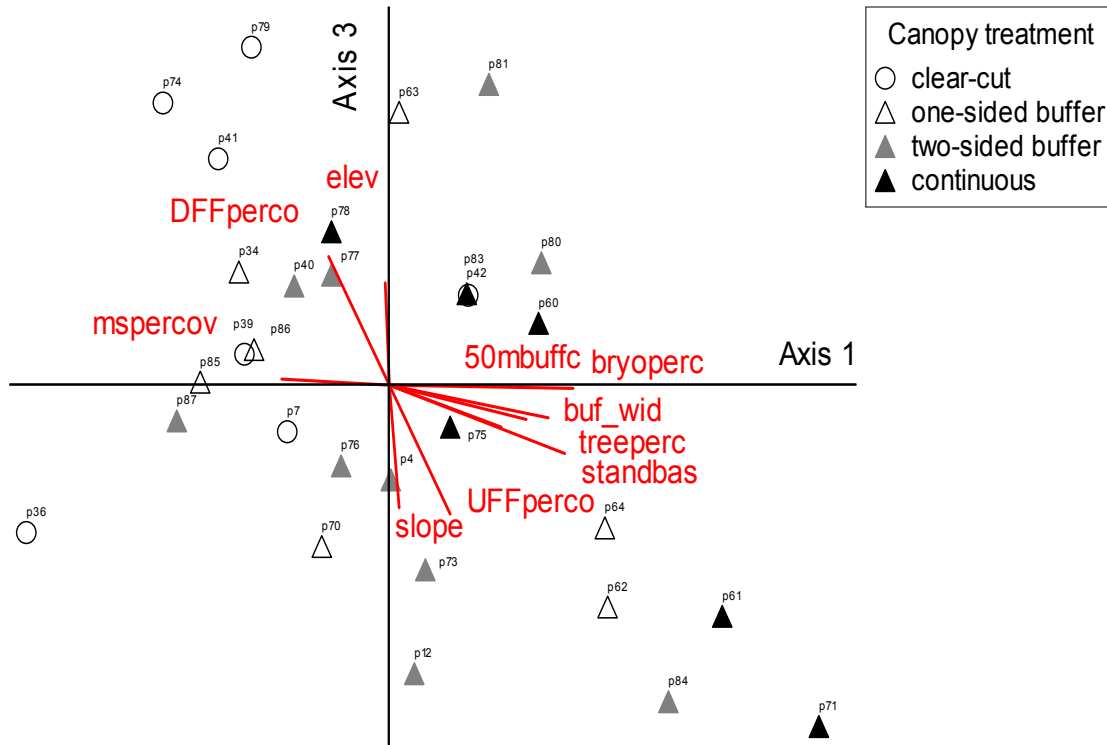 p79
p74
Axis 3
p81
p63
p41
Canopy treatment
clear-cut
one-sided buffer
two-sided buffer
continuous
elev
DFFperco
p78
p34
p40
p77
p83
p42
p80
p60
mspercov
p39
p86
p85
50mbuffc
bryoperc
Axis 1
p87
p7
p75
buf_wid
treeperc
standbas
p76
p4
UFFperco
slope
p36
p70
p64
p73
p62
p61
p12
p84
p71